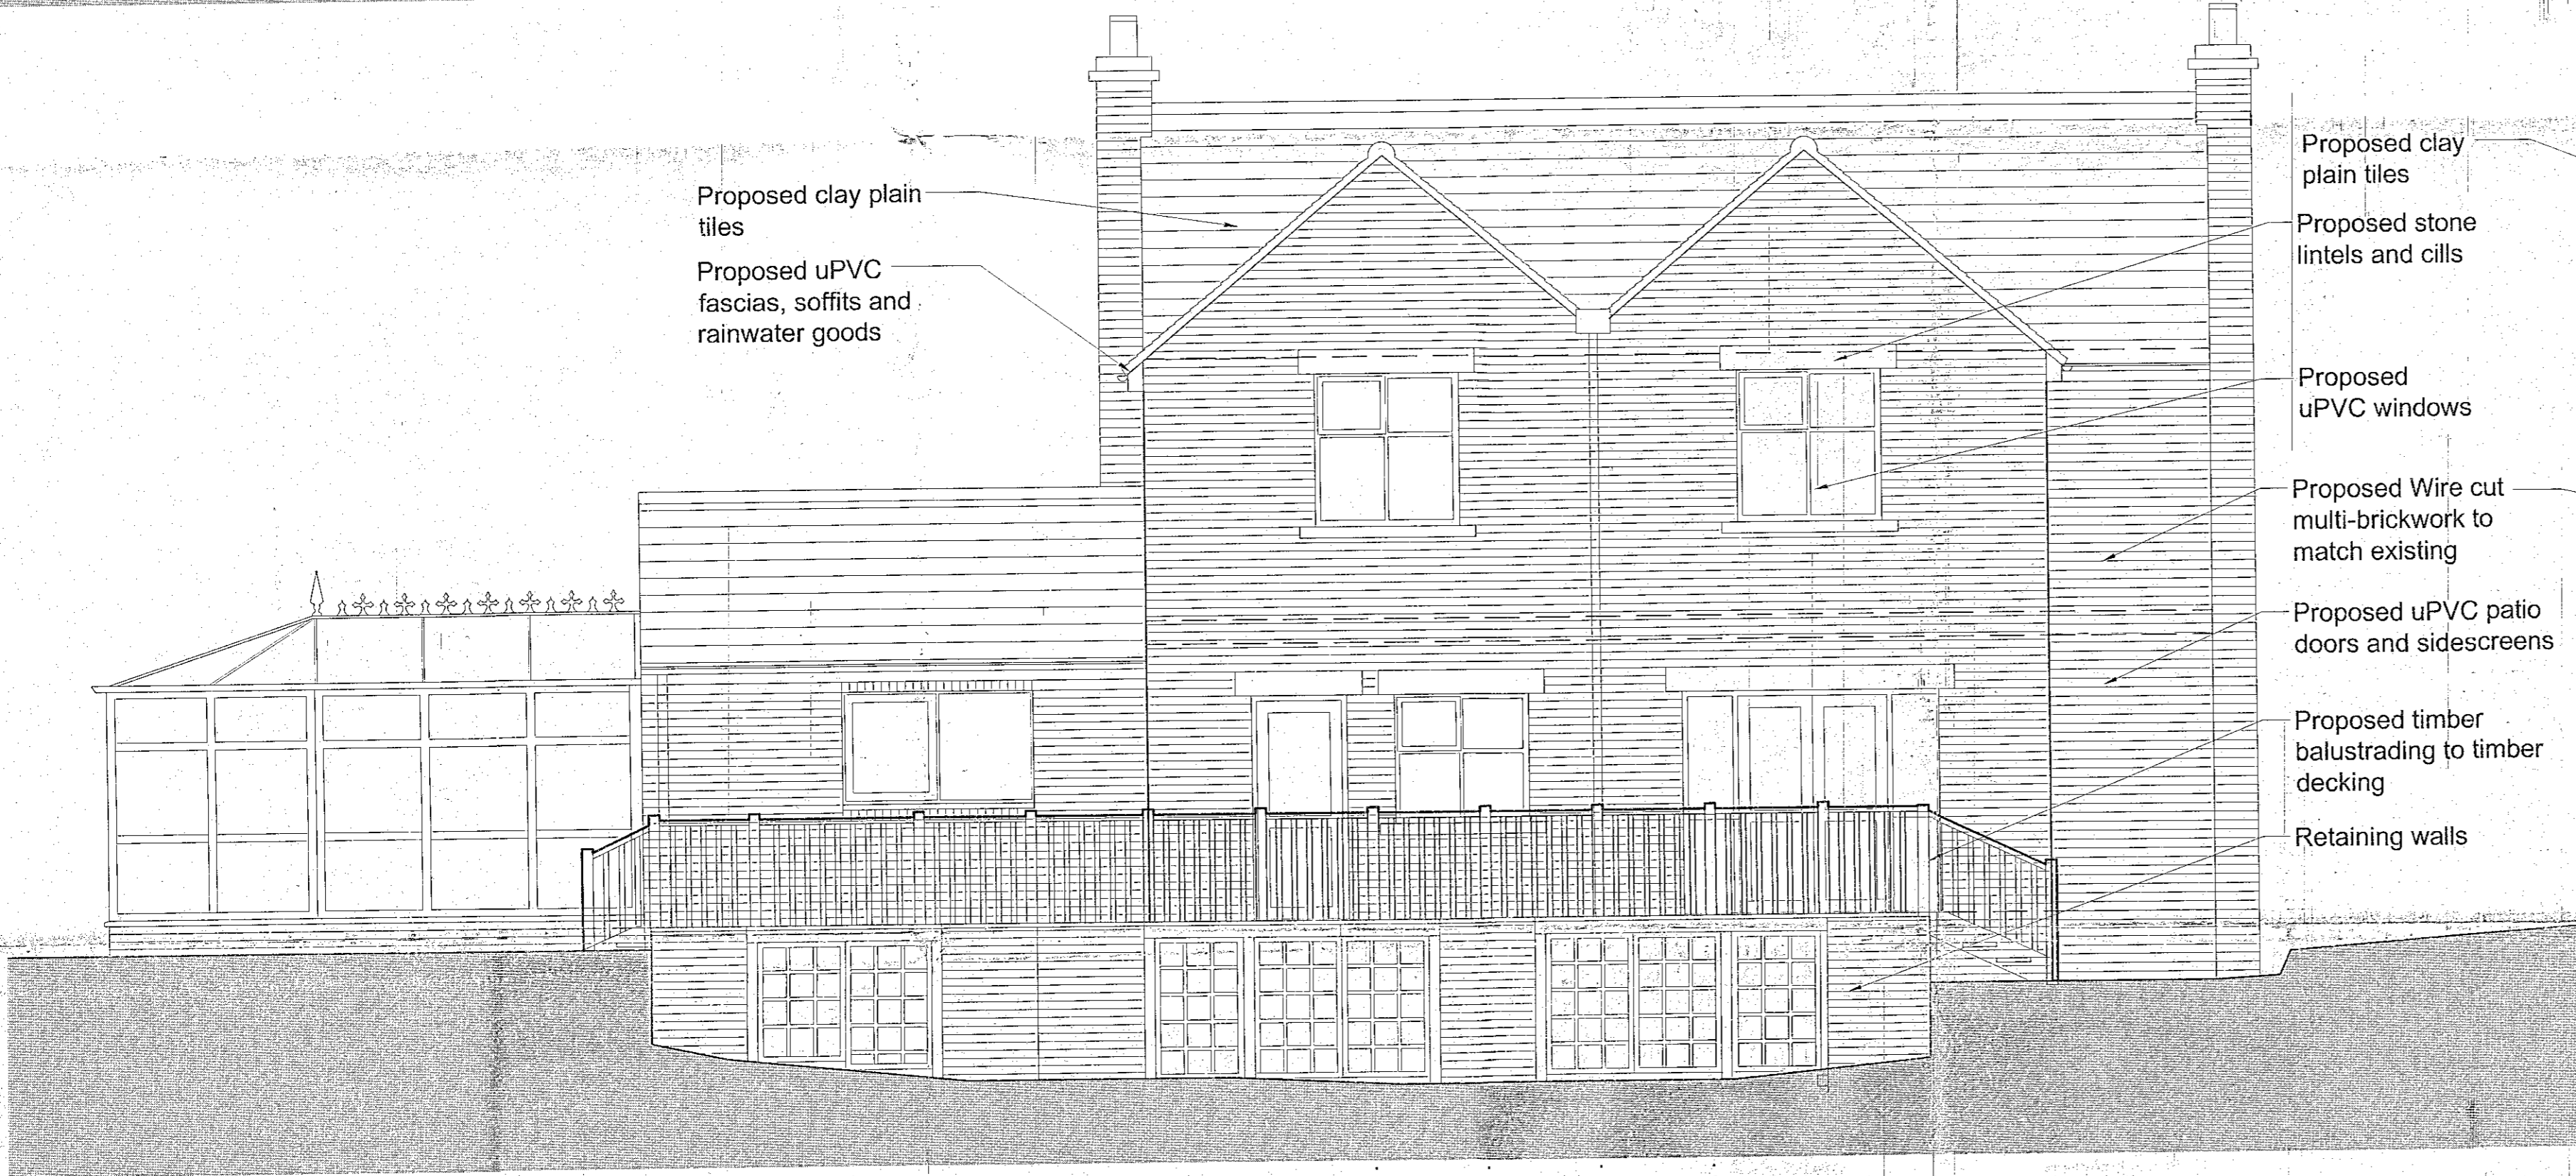 Proposed clay plain
tiles
Proposed uPVC
fascias, soffits and
rainwater goods
Proposed clay
plain tiles
Proposed stone
lintels and cills
Proposed
uPVC windows
Proposed Wire cut
multi-brickwork to
match existing
Proposed uPVC patio
doors and sidescreens
Proposed timber
balustrading to timber
decking
Retaining walls